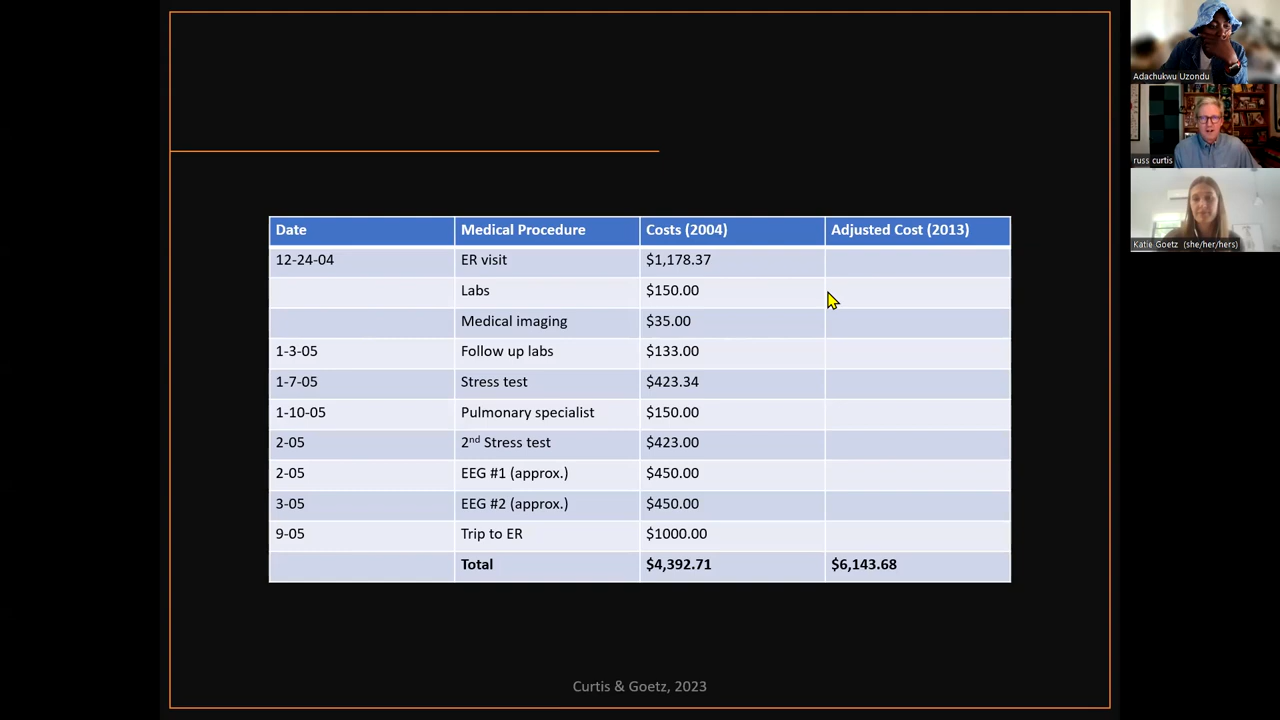 Date Medical Procedure Costs (2004) Adjusted Cost (2013)
12-24-04 ER visit $1,178.37
Labs $150.00
Medical imaging $35.00
1-3-05 Follow up labs $133.00
1-7-05 Stress test $423.34
1-10-05 Pulmonary specialist $150.00
2-05 2nd Stress test $423.00
2-05 EEG #1 (approx.) $450.00
3-05 EEG #2 (approx.) $450.00
9-05 Trip to ER $1000.00
Total $4,392.71 $6,143.68
Curtis & Goetz, 2023
Adachukwu Uzondu
russ curtis
Katie Goetz (she/her/hers)